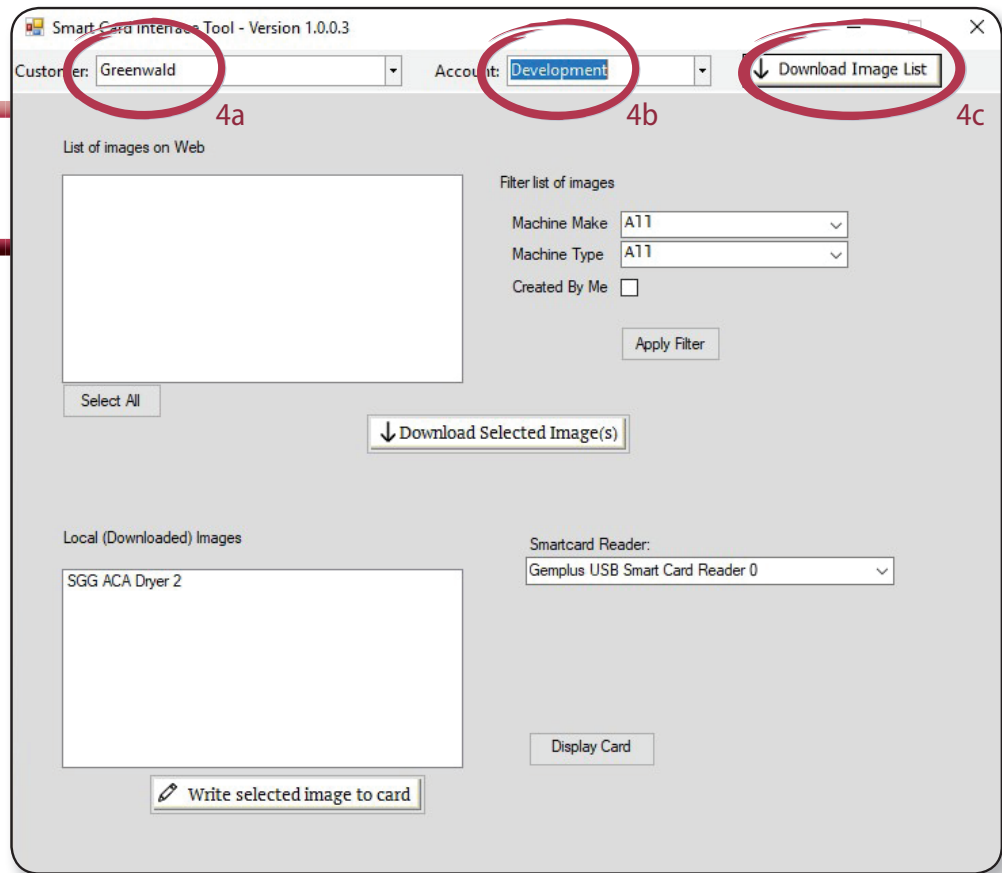 Smart Card Interface Tool - Version 1.0.0.3
Customer: Greenwald Account: Development Download Image List
4a 4b 4c
List of images on Web
Filter list of images
Machine Make All
Machine Type All
Created By Me
Apply Filter
Select All
Download Selected Image(s)
Local (Downloaded) Images
Smartcard Reader:
SGG ACA Dryer 2
Gemplus USB Smart Card Reader 0
Display Card
Write selected image to card